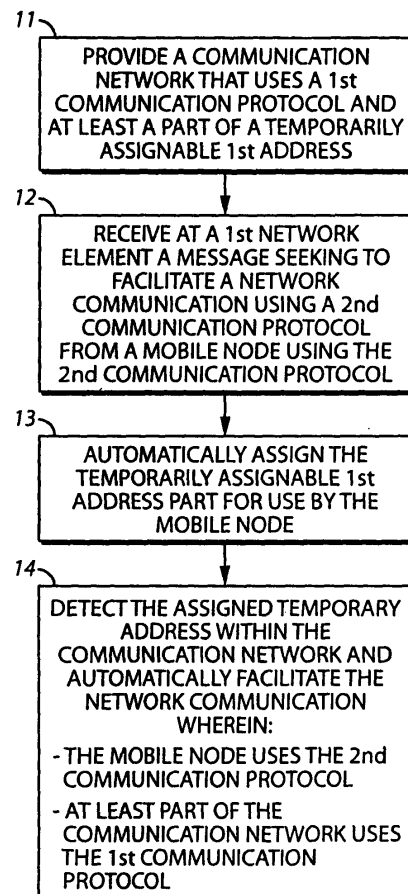 11
PROVIDE A COMMUNICATION
NETWORK THAT USES A 1st
COMMUNICATION PROTOCOL AND
AT LEAST A PART OF A TEMPORARILY
ASSIGNABLE 1st ADDRESS
12
RECEIVE AT A 1st NETWORK
ELEMENT A MESSAGE SEEKING TO
FACILITATE A NETWORK
COMMUNICATION USING A 2nd
COMMUNICATION PROTOCOL
FROM A MOBILE NODE USING THE
2nd COMMUNICATION PROTOCOL
13
AUTOMATICALLY ASSIGN THE
TEMPORARILY ASSIGNABLE 1st
ADDRESS PART FOR USE BY THE
MOBILE NODE
14
DETECT THE ASSIGNED TEMPORARY
ADDRESS WITHIN THE
COMMUNICATION NETWORK AND
AUTOMATICALLY FACILITATE THE
NETWORK COMMUNICATION
WHEREIN:
- THE MOBILE NODE USES THE 2nd
COMMUNICATION PROTOCOL
- AT LEAST PART OF THE
COMMUNICATION NETWORK USES
THE 1st COMMUNICATION
PROTOCOL